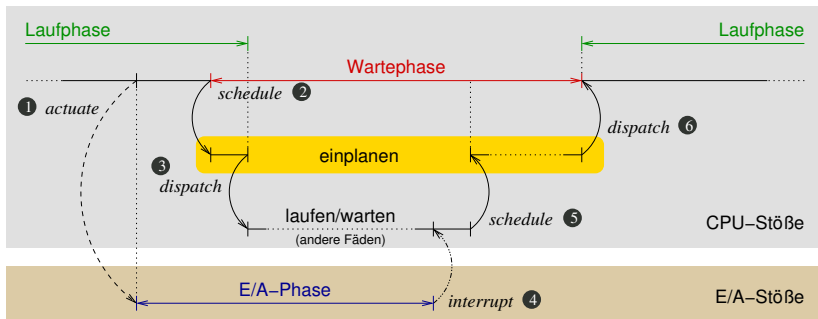 Laufphase
Laufphase
Wartephase
1 actuate
schedule 2
dispatch 6
3
dispatch
einplanen
laufen/warten
(andere Fäden)
schedule 5
CPU−Stöße
E/A−Phase
interrupt 4
E/A−Stöße